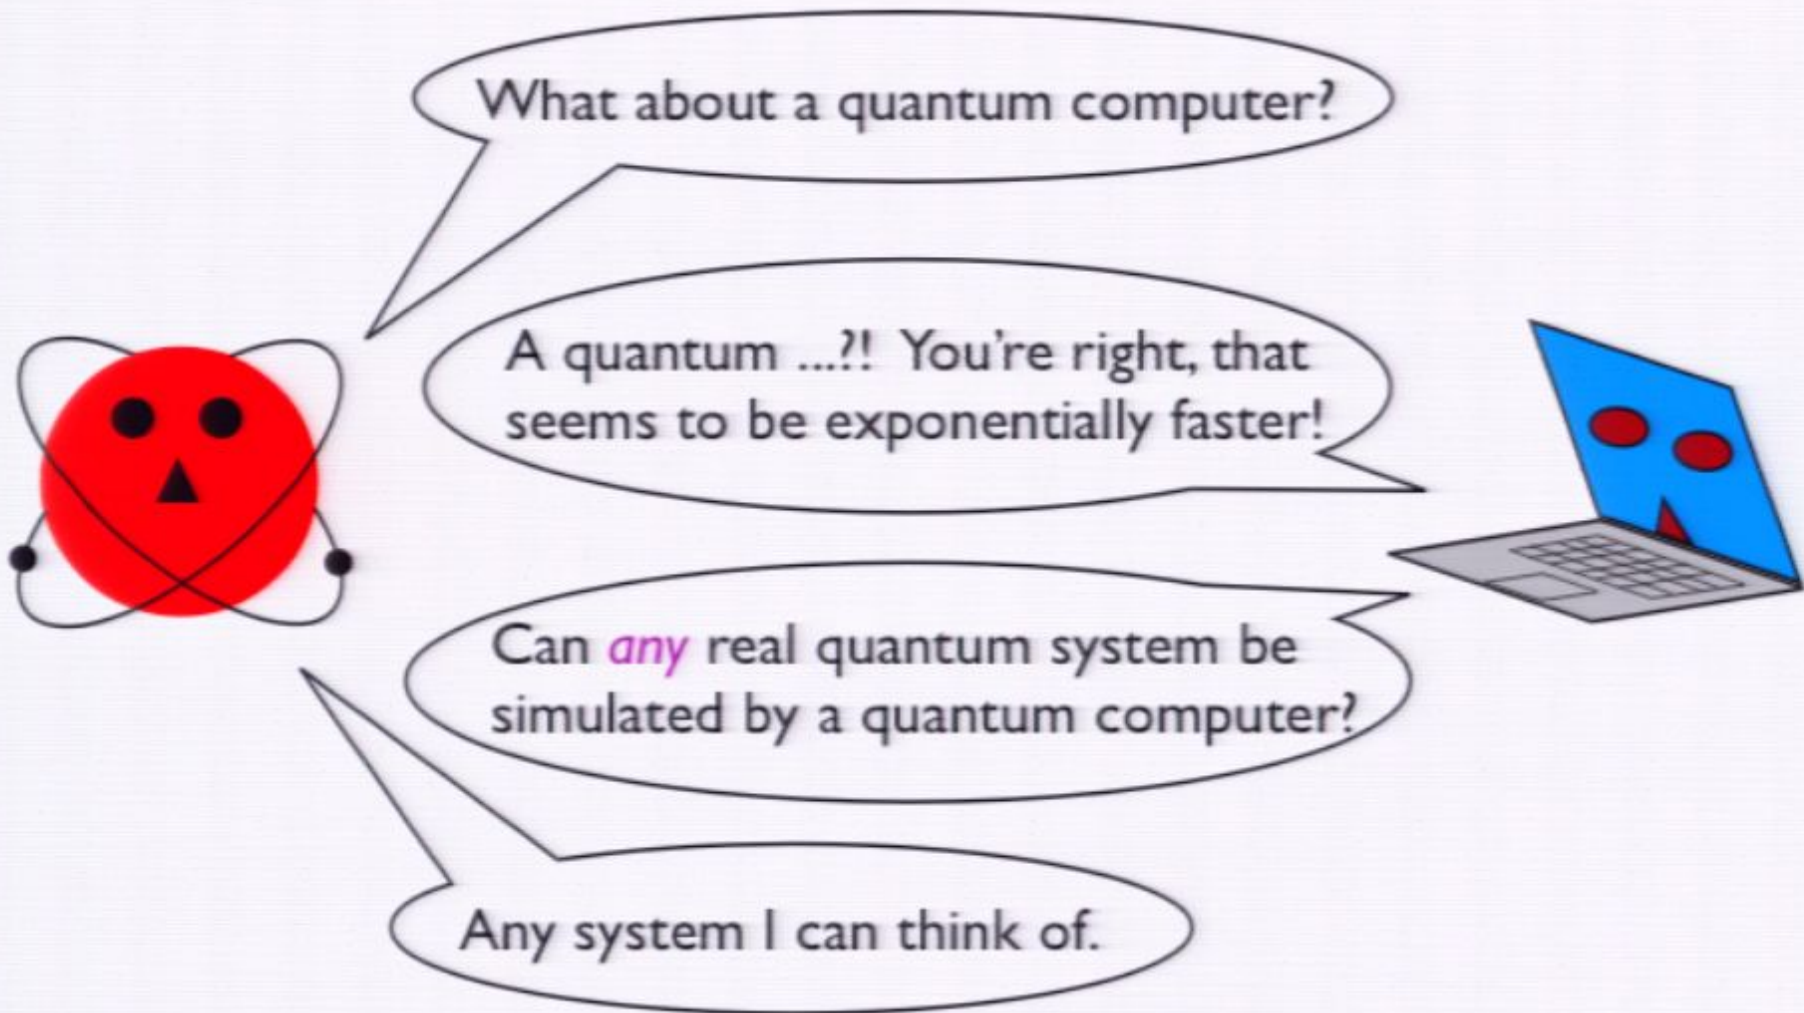 What about a quantum computer?
A quantum ...?! You're right, that
seems to be exponentially faster!
Can any real quantum system be
simulated by a quantum computer?
Any system I can think of.